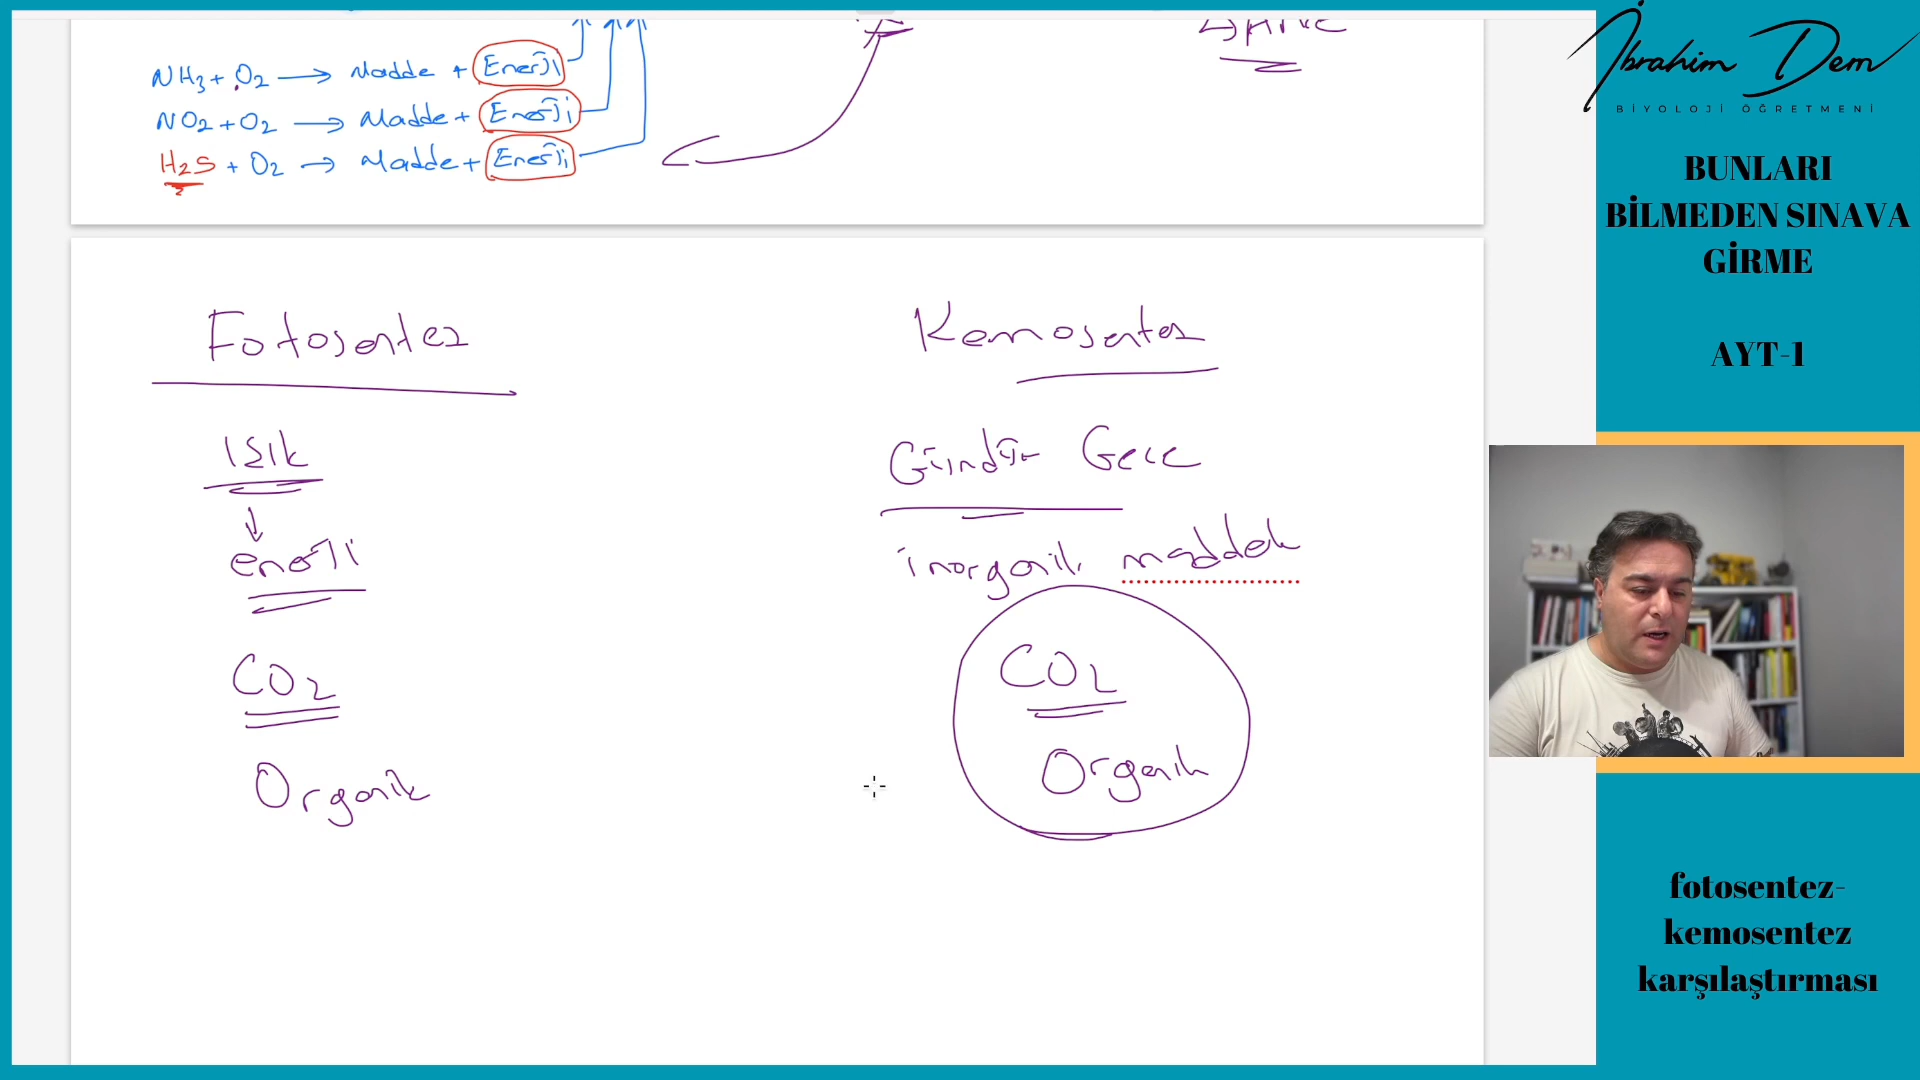 NH3 + O2 → Madde + Enerji
NO2 + O2 → Madde + Enerji
H2S + O2 → Madde + Enerji
Fotosentez
Işık
↓
enerji
CO2
Organik
Kemosentez
Gündüz Gece
inorganik madde
CO2
Organik
İbrahim Dem
BİYOLOJİ ÖĞRETMENİ
BUNLARI
BİLMEDEN SINAVA
GİRME
AYT-1
fotosentez-
kemosentez
karşılaştırması